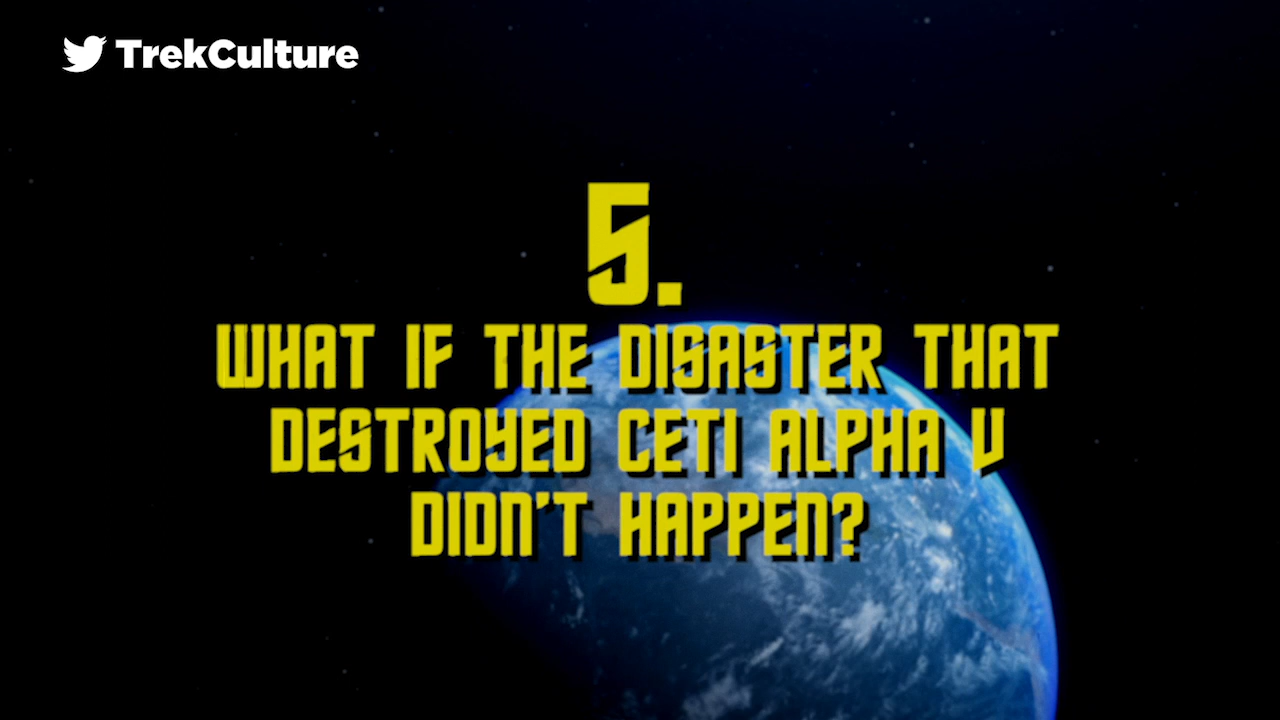 TrekCulture
5.
WHAT IF THE DISASTER THAT
DESTROYED CETI ALPHA V
DIDN'T HAPPEN?